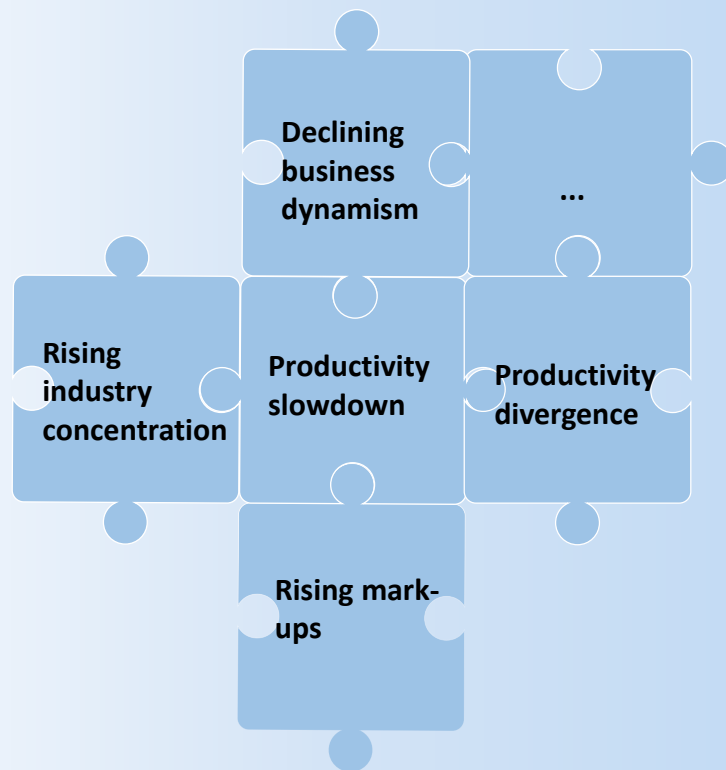 Declining
business
dynamism
...
Rising
industry
concentration
Productivity
slowdown
Productivity
divergence
Rising mark-
ups